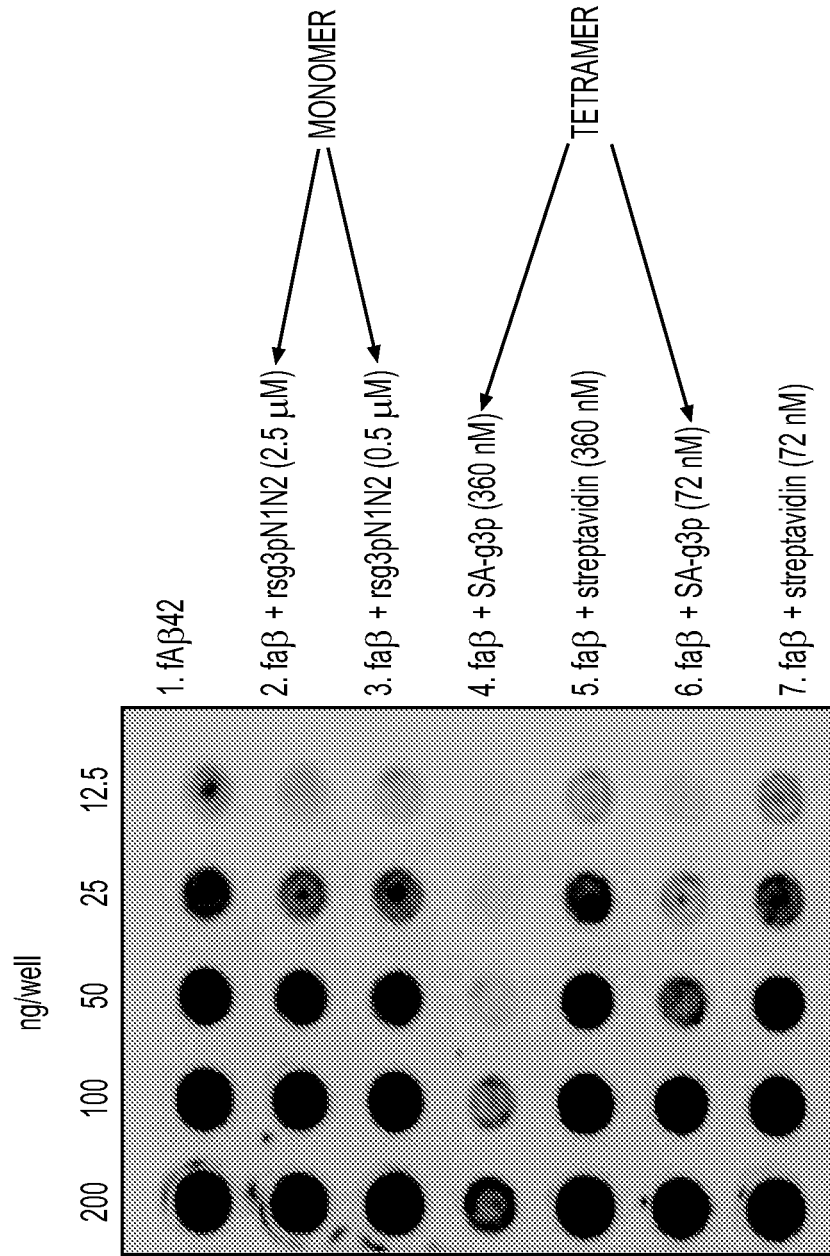 ng/well
200 100 50 25 12.5
1. fAβ42
2. faβ + rsg3pN1N2 (2.5 μM)
3. faβ + rsg3pN1N2 (0.5 μM)
MONOMER
4. faβ + SA-g3p (360 nM)
5. faβ + streptavidin (360 nM)
6. faβ + SA-g3p (72 nM)
TETRAMER
7. faβ + streptavidin (72 nM)